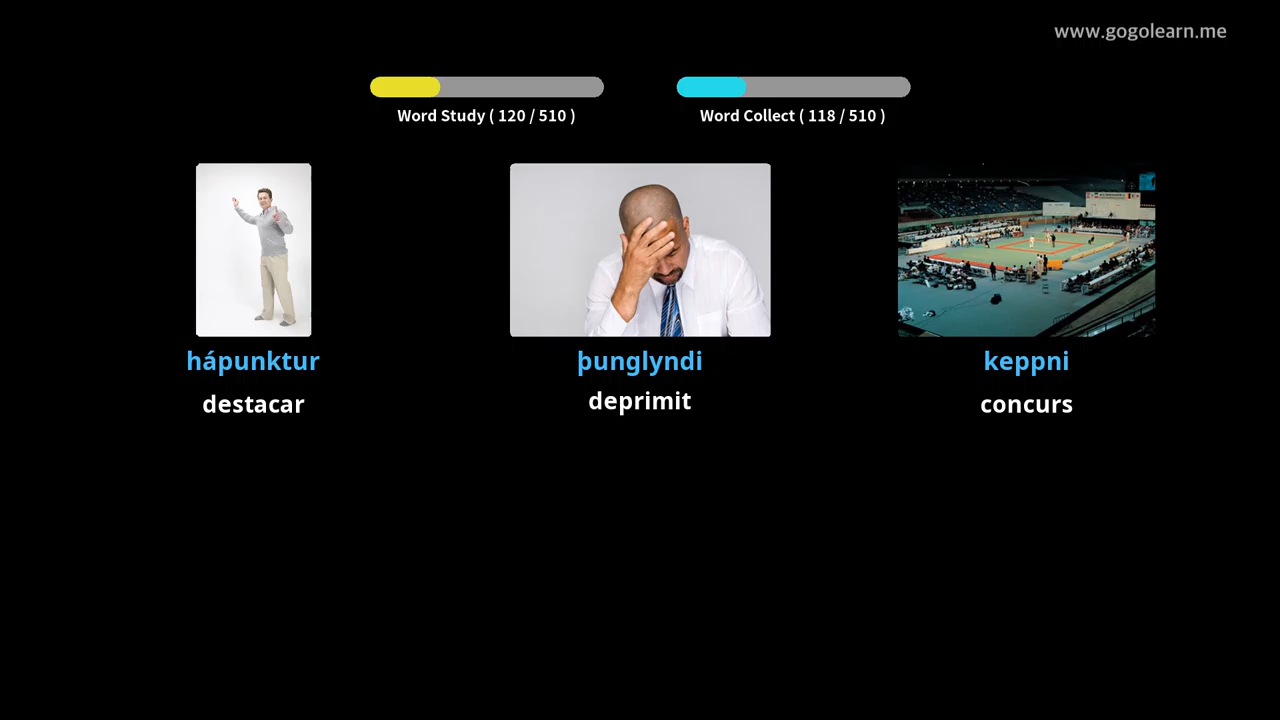 www.gogolearn.me
Word Study ( 120 / 510 )
Word Collect ( 118 / 510 )
hápunktur
þunglyndi
keppni
destacar
deprimit
concurs